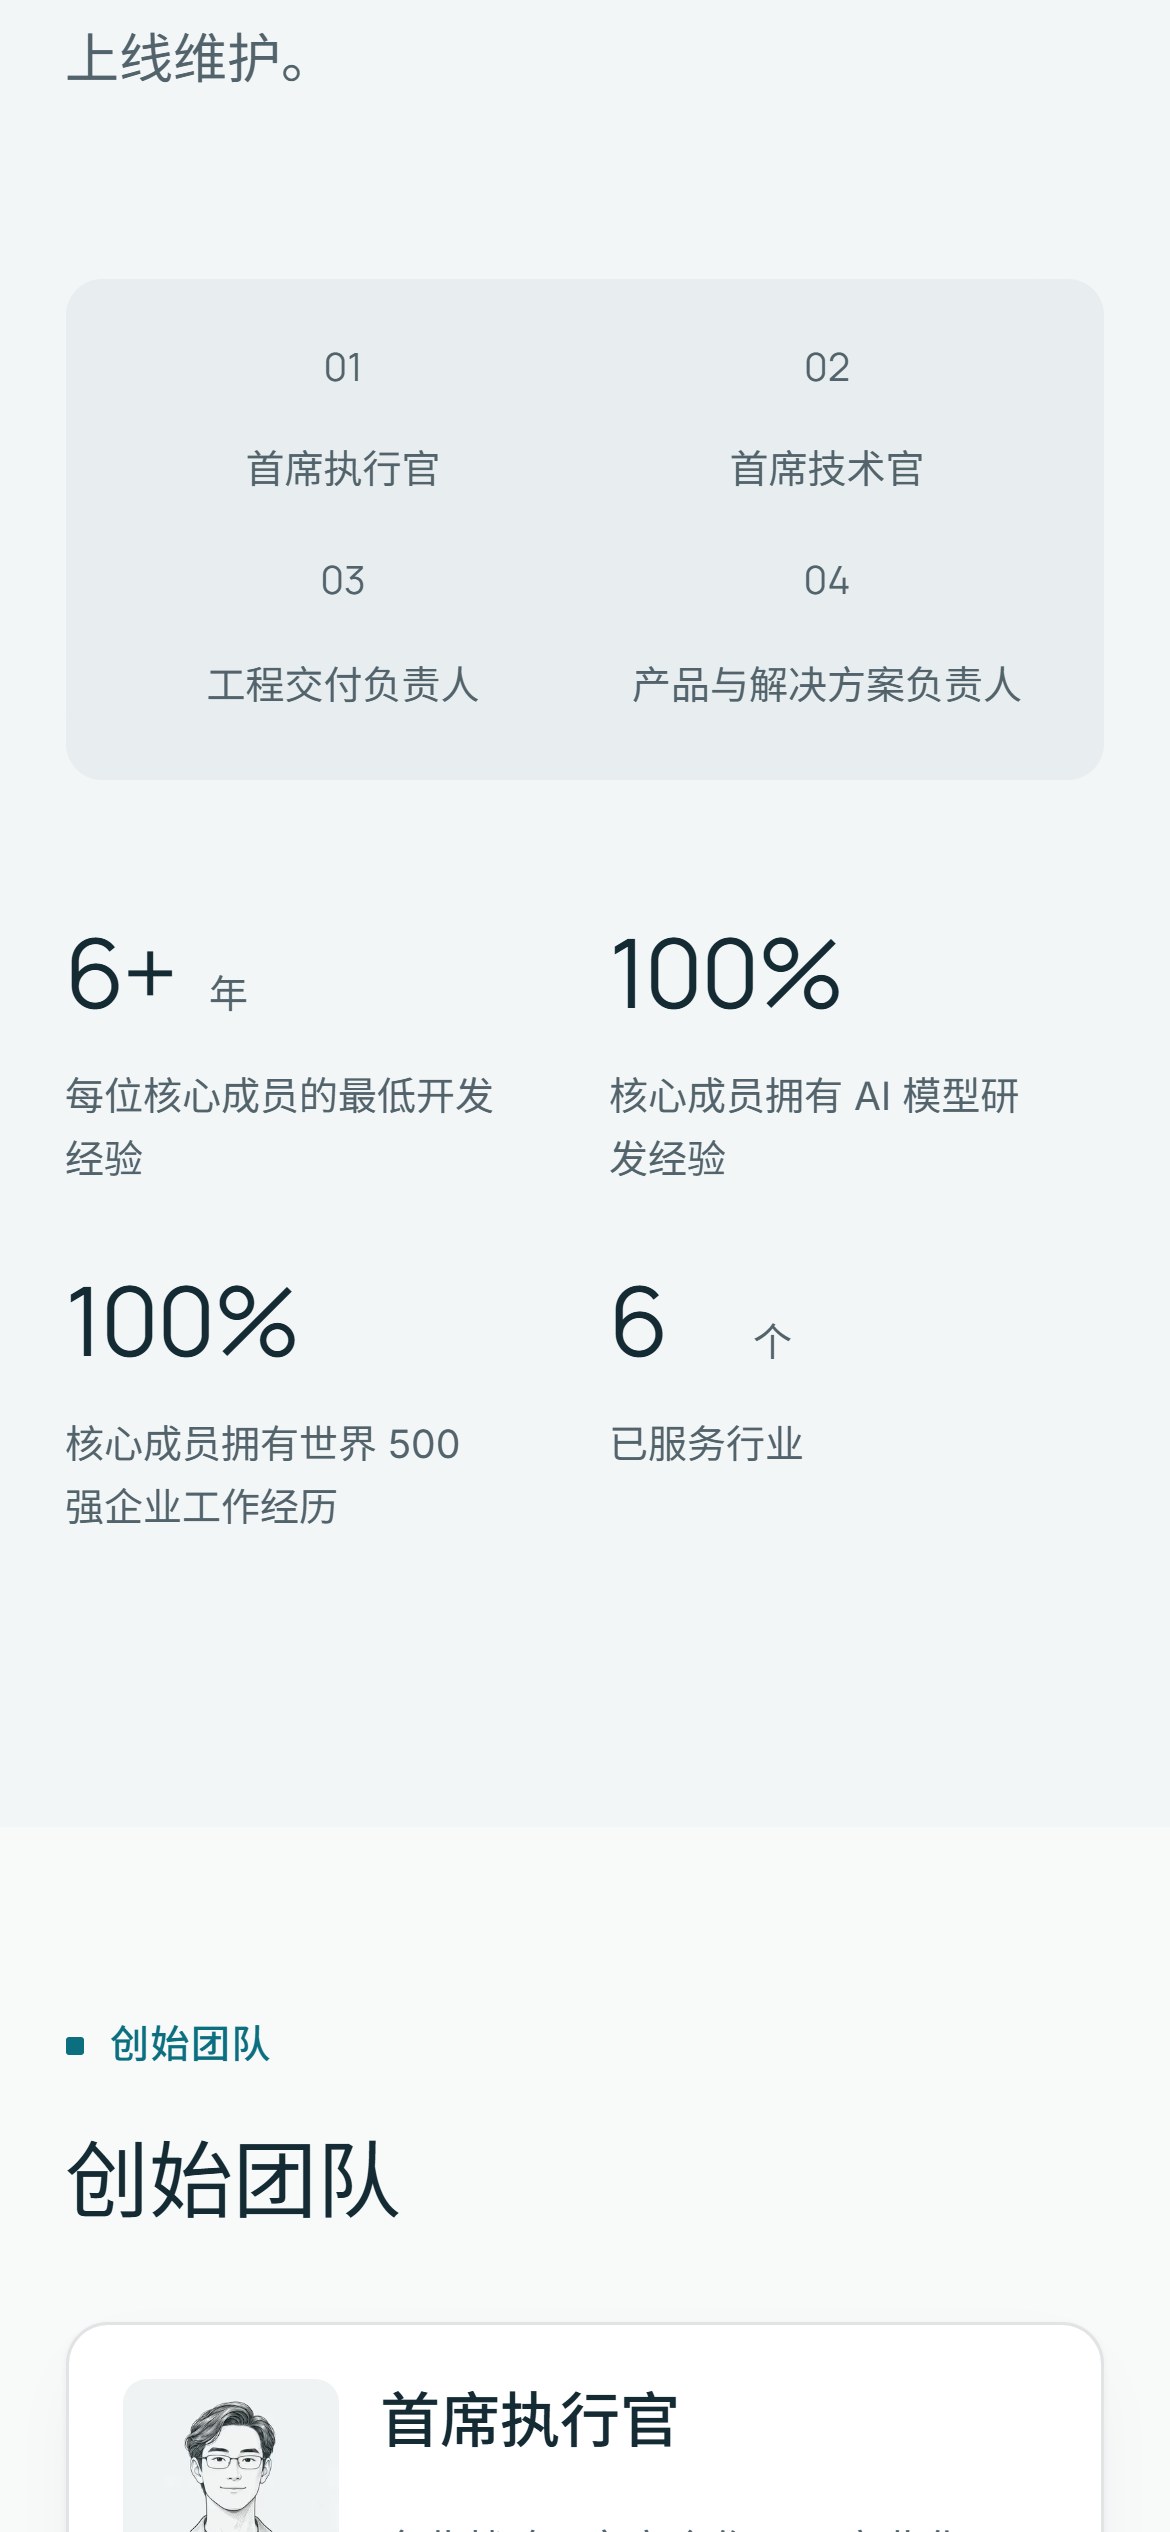 上线维护。
01
02
首席执行官
首席技术官
03
04
工程交付负责人
产品与解决方案负责人
6+ 年
每位核心成员的最低开发
经验
100%
核心成员拥有 AI 模型研
发经验
100%
核心成员拥有世界 500
强企业工作经历
6 个
已服务行业
创始团队
创始团队
首席执行官